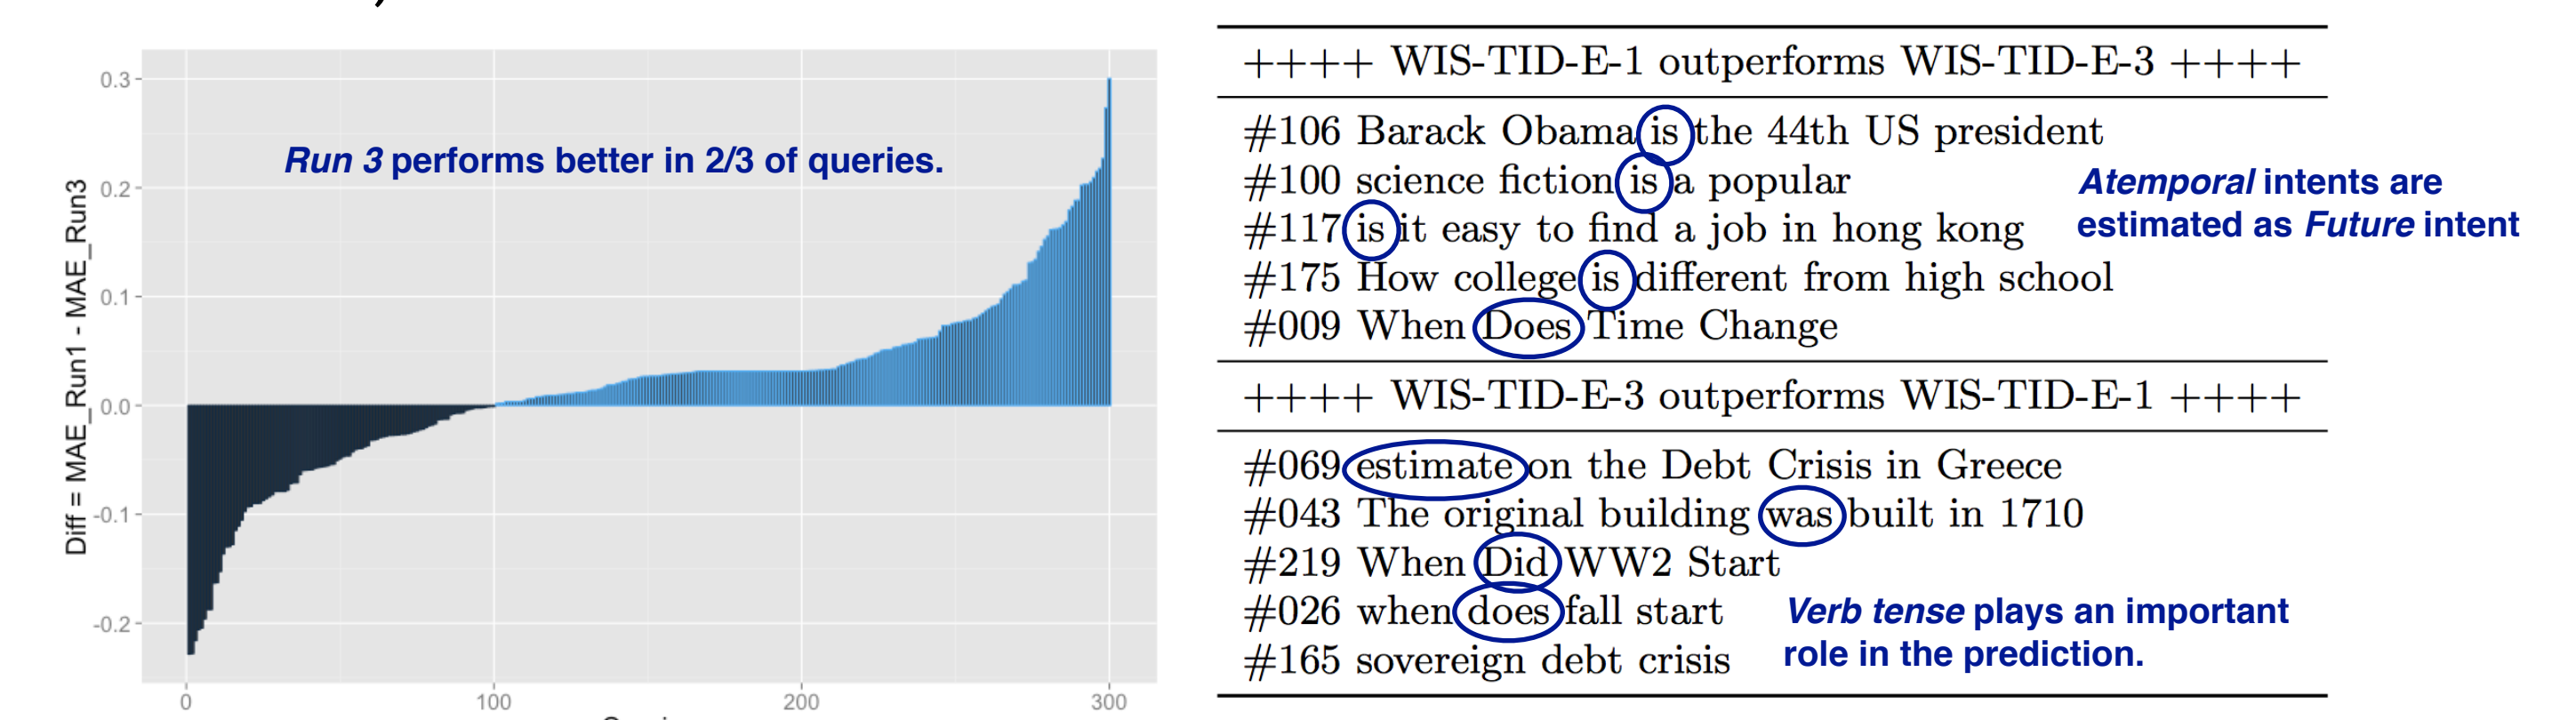 Run 3 performs better in 2/3 of queries.
Diff = MAE_Run1 - MAE_Run3
0.3
0.2
0.1
0.0
-0.1
-0.2
0
100
200
300
++++ WIS-TID-E-1 outperforms WIS-TID-E-3 ++++
#106 Barack Obama is the 44th US president
#100 science fiction is a popular
#117 is it easy to find a job in hong kong
#175 How college is different from high school
#009 When Does Time Change
Atemporal intents are
estimated as Future intent
++++ WIS-TID-E-3 outperforms WIS-TID-E-1 ++++
#069 estimate on the Debt Crisis in Greece
#043 The original building was built in 1710
#219 When Did WW2 Start
#026 when does fall start
#165 sovereign debt crisis
Verb tense plays an important
role in the prediction.